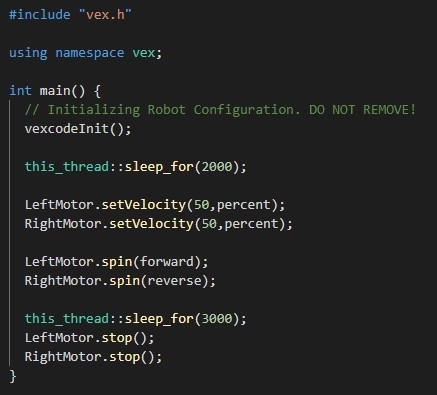 #include "vex.h"
using namespace vex;
int main() {
// Initializing Robot Configuration. DO NOT REMOVE!
vexcodeInit();
this_thread::sleep_for(2000);
LeftMotor.setVelocity(50,percent);
RightMotor.setVelocity(50,percent);
LeftMotor.spin(forward);
RightMotor.spin(reverse);
this_thread::sleep_for(3000);
LeftMotor.stop();
RightMotor.stop();
}